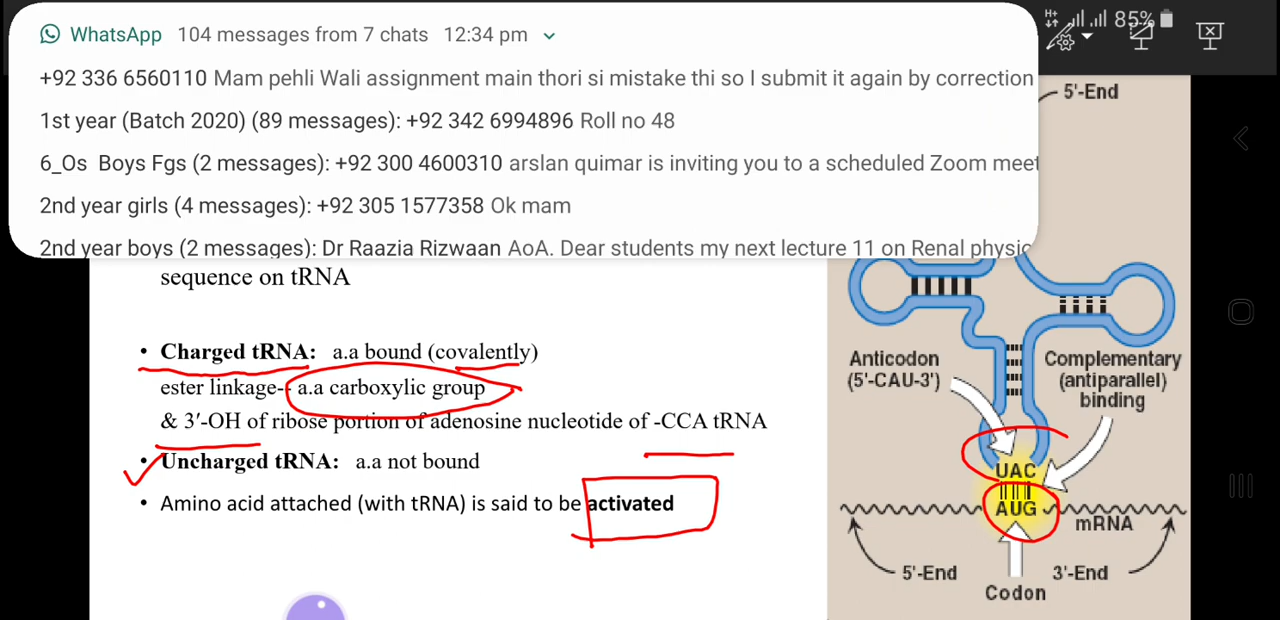 WhatsApp 104 messages from 7 chats 12:34 pm
H+ 85%
+92 336 6560110 Mam pehli Wali assignment main thori si mistake thi so I submit it again by correction
1st year (Batch 2020) (89 messages): +92 342 6994896 Roll no 48
6_Os Boys Fgs (2 messages): +92 300 4600310 arslan quimar is inviting you to a scheduled Zoom meet
2nd year girls (4 messages): +92 305 1577358 Ok mam
2nd year boys (2 messages): Dr Raazia Rizwaan AoA. Dear students my next lecture 11 on Renal physic
sequence on tRNA
• Charged tRNA: a.a bound (covalently)
ester linkage-- a.a carboxylic group
& 3′-OH of ribose portion of adenosine nucleotide of -CCA tRNA
• Uncharged tRNA: a.a not bound
• Amino acid attached (with tRNA) is said to be activated
5'-End
Anticodon
(5'-CAU-3')
Complementary
(antiparallel)
binding
UAC
AUG
mRNA
5'-End
3'-End
Codon